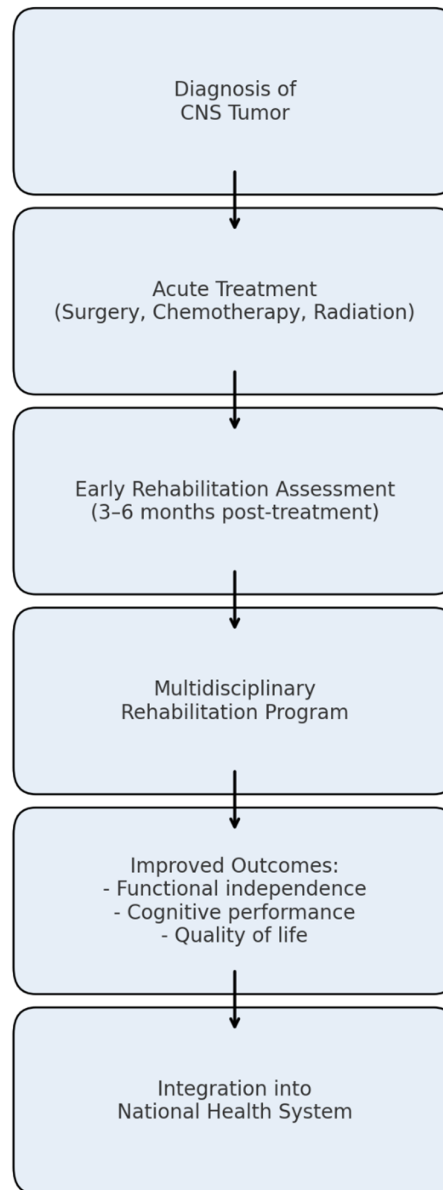 Diagnosis of
CNS Tumor
Acute Treatment
(Surgery, Chemotherapy, Radiation)
Early Rehabilitation Assessment
(3–6 months post-treatment)
Multidisciplinary
Rehabilitation Program
Improved Outcomes:
- Functional independence
- Cognitive performance
- Quality of life
Integration into
National Health System